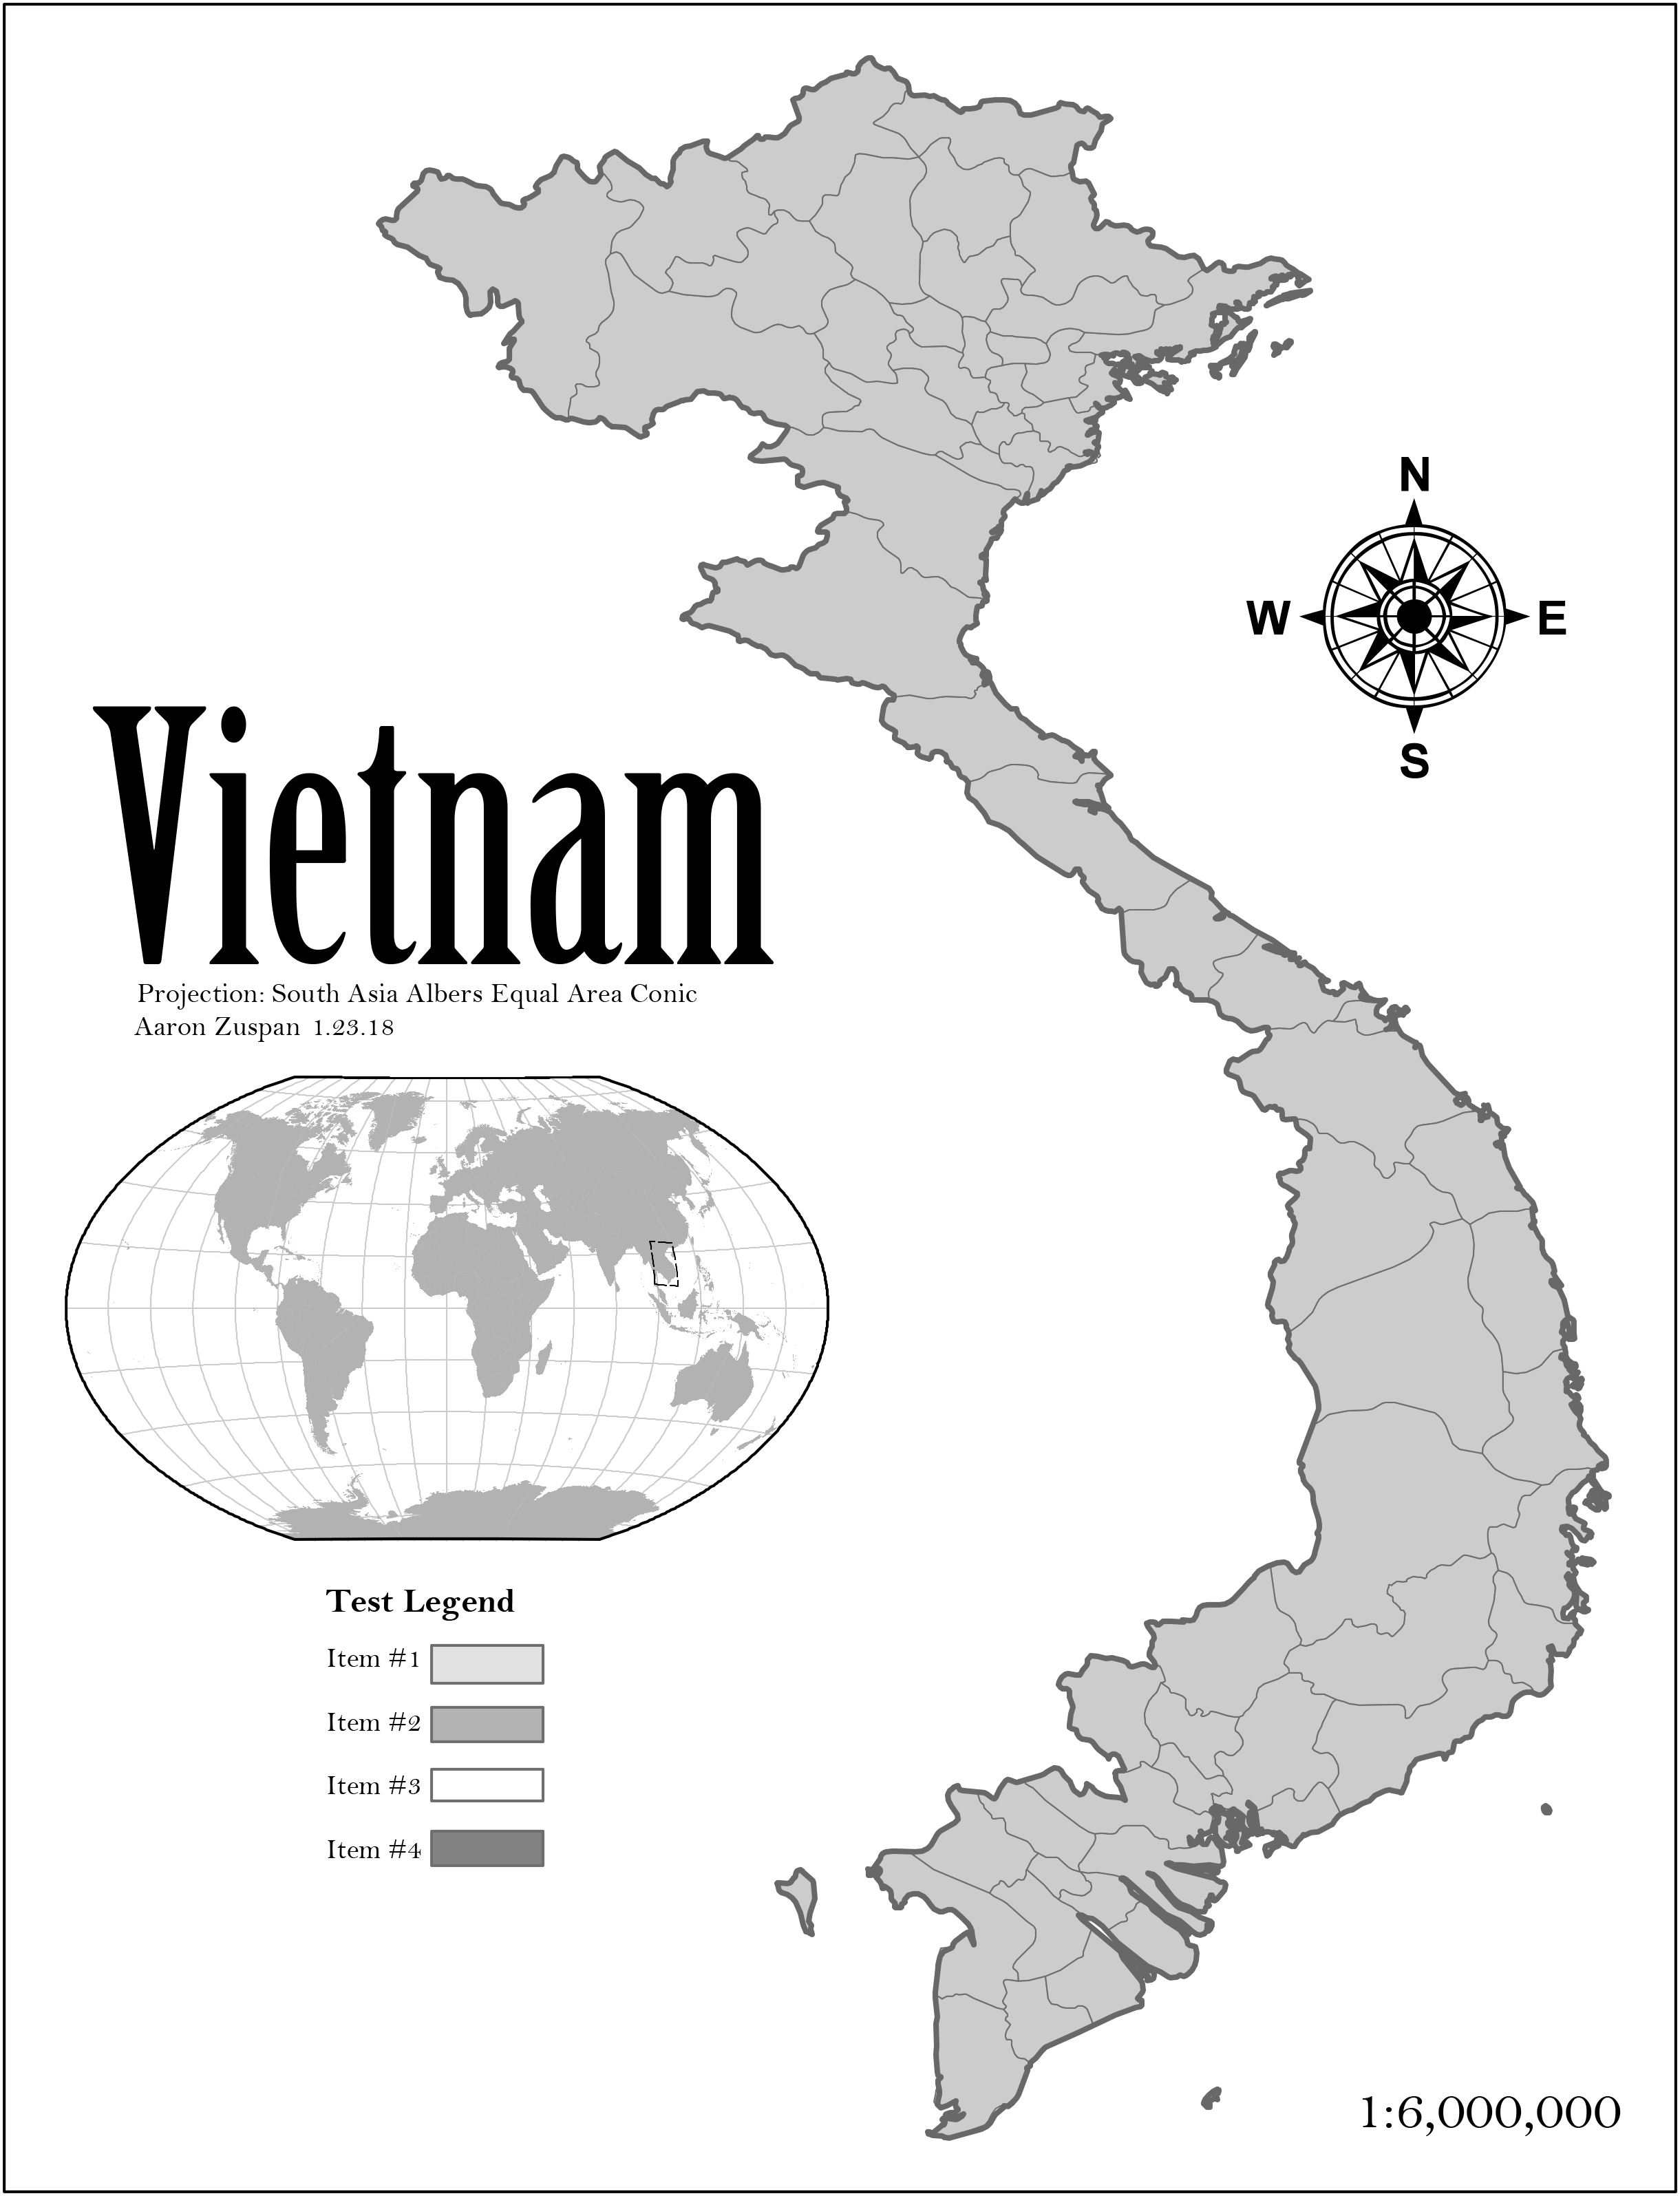 N
W E
S
Vietnam
Projection: South Asia Albers Equal Area Conic
Aaron Zuspan 1.23.18
Test Legend
Item #1
Item #2
Item #3
Item #4
1:6,000,000